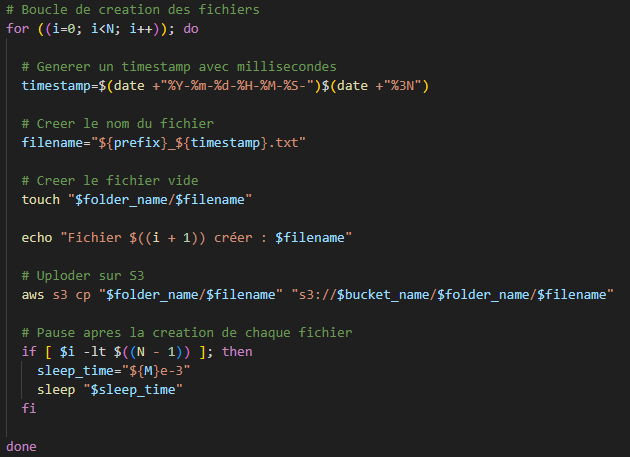 # Boucle de creation des fichiers
for ((i=0; i<N; i++)); do
# Generer un timestamp avec millisecondes
timestamp=$(date +"%Y-%m-%d-%H-%M-%S-")$(date +"%3N")
# Creer le nom du fichier
filename="${prefix}_${timestamp}.txt"
# Creer le fichier vide
touch "$folder_name/$filename"
echo "Fichier $((i + 1)) créer : $filename"
# Uploder sur S3
aws s3 cp "$folder_name/$filename" "s3://$bucket_name/$folder_name/$filename"
# Pause apres la creation de chaque fichier
if [ $i -lt $((N - 1)) ]; then
sleep_time="${M}e-3"
sleep "$sleep_time"
fi
done